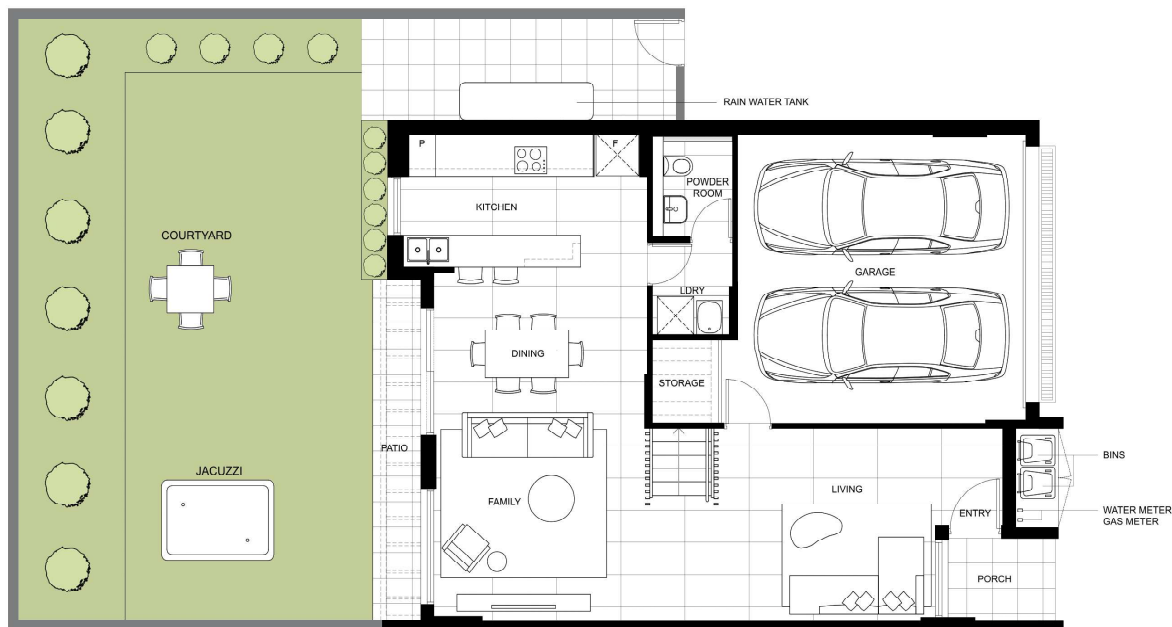 RAIN WATER TANK
P
F
POWDER
ROOM
KITCHEN
COURTYARD
GARAGE
LDRY
DINING
STORAGE
PATIO
BINS
JACUZZI
LIVING
FAMILY
ENTRY
WATER METER
GAS METER
PORCH